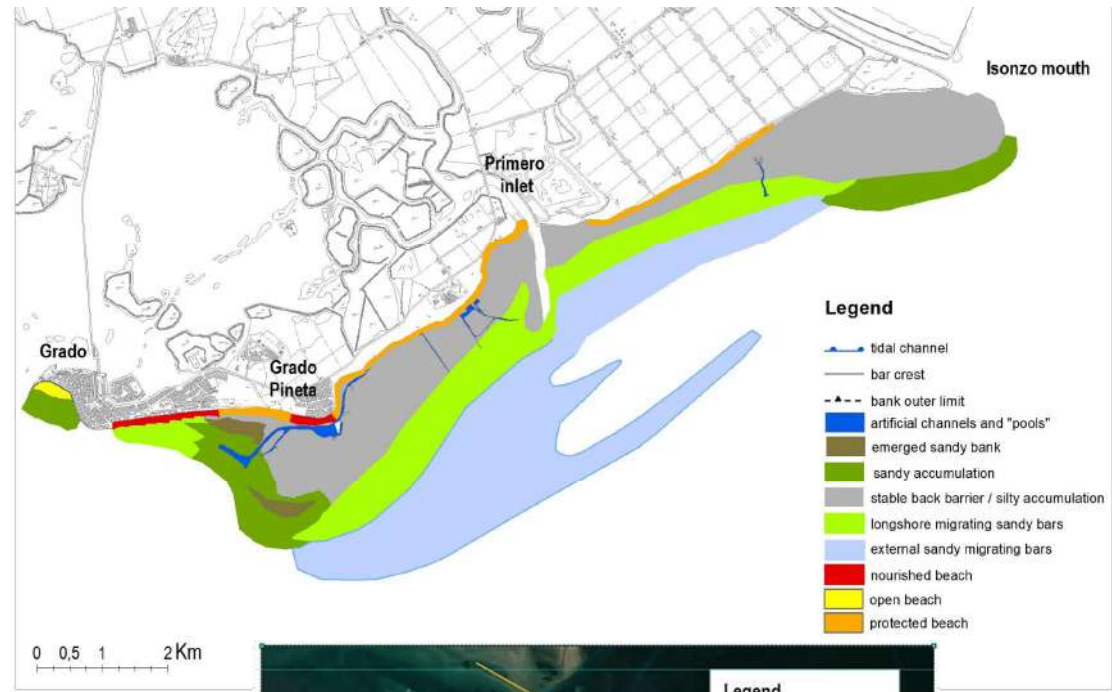 Isonzo mouth
Primero
inlet
Grado
Grado
Pineta
Legend
tidal channel
bar crest
bank outer limit
artificial channels and "pools"
emerged sandy bank
sandy accumulation
stable back barrier / silty accumulation
longshore migrating sandy bars
external sandy migrating bars
nourished beach
open beach
protected beach
0 0,5 1 2 Km
Legend